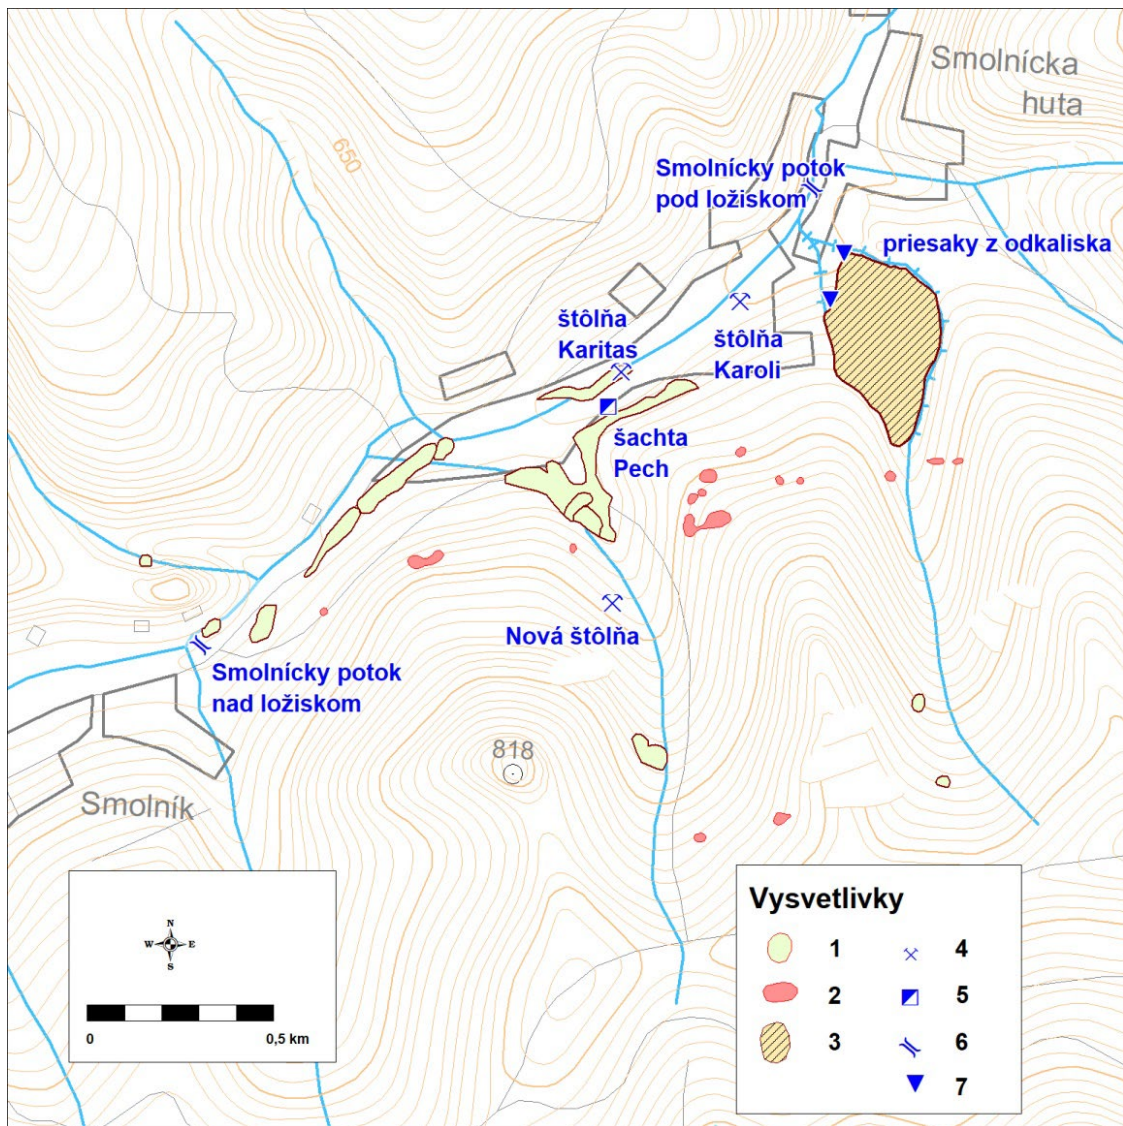 Smolnícka
huta
650
Smolnícky potok
pod ložiskom
priesaky z odkaliska
štôlňa
Karitas
štôlňa
Karoli
šachta
Pech
Nová štôlňa
Smolnícky potok
nad ložiskom
818
Smolník
N
W E
S
0 0,5 km
Vysvetlivky
1 4
2 5
3 6
7